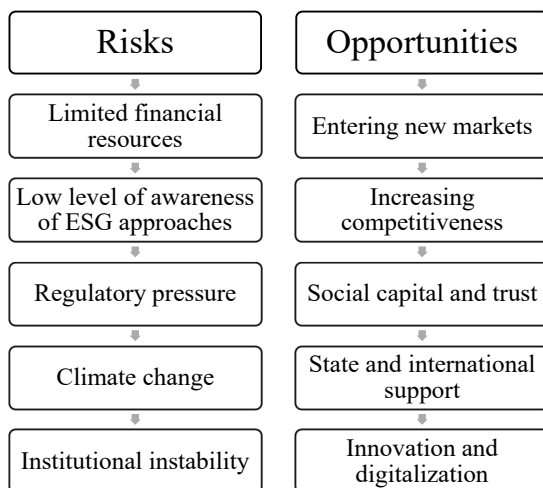 Risks
Limited financial
resources
Low level of awareness
of ESG approaches
Regulatory pressure
Climate change
Institutional instability
Opportunities
Entering new markets
Increasing
competitiveness
Social capital and trust
State and international
support
Innovation and
digitalization